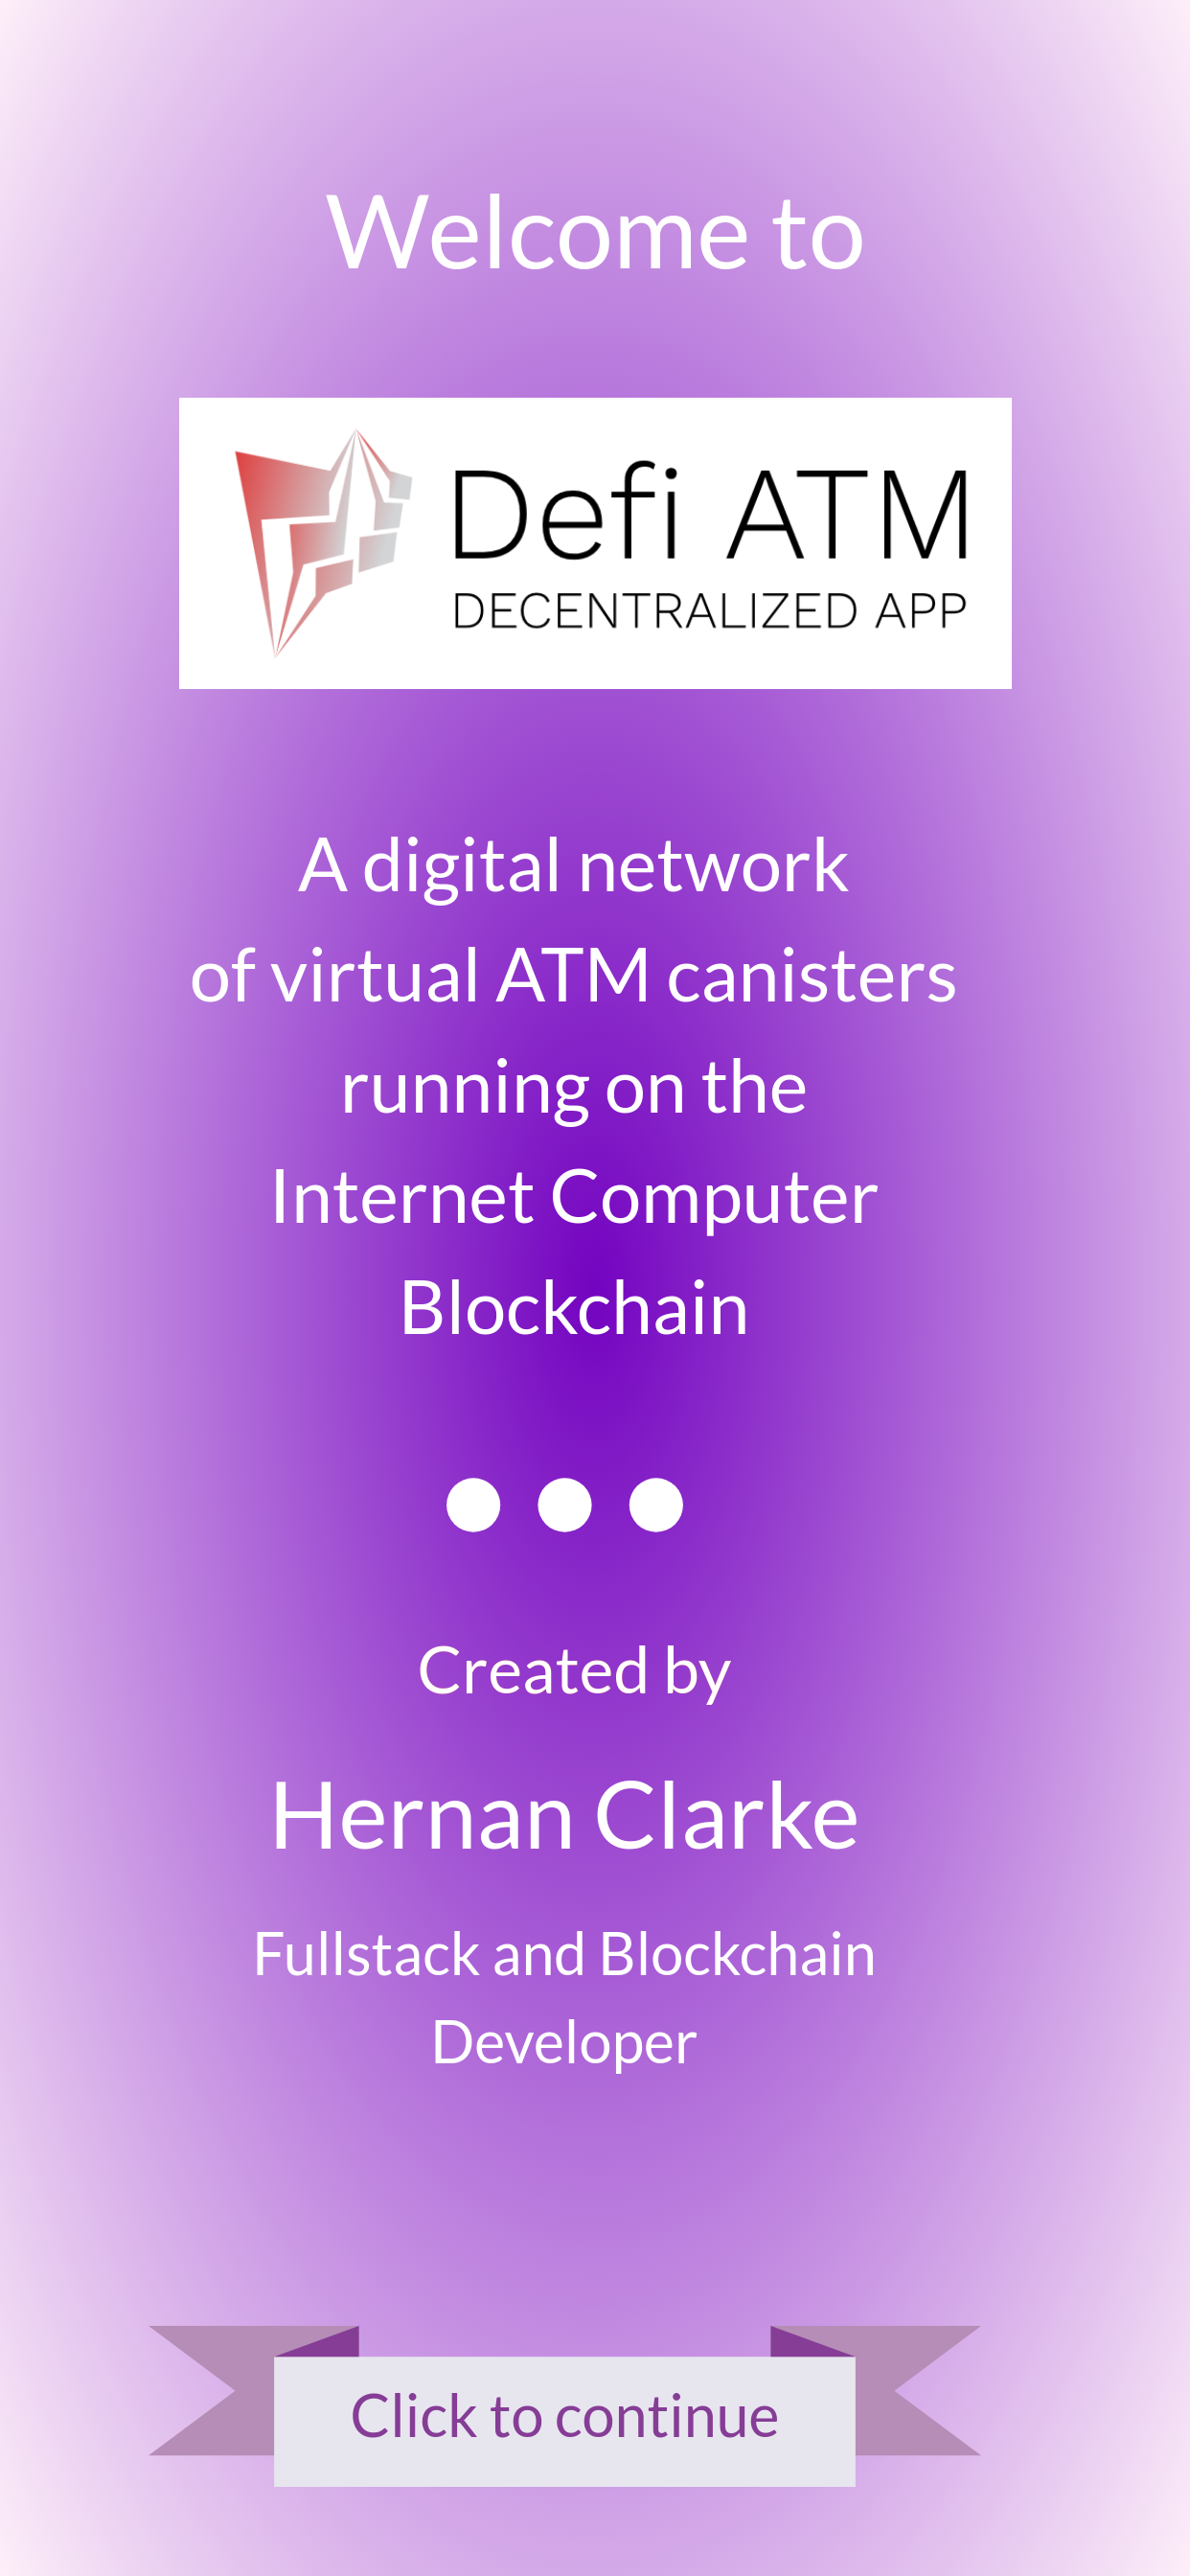 Welcome to
Defi ATM
DECENTRALIZED APP
A digital network
of virtual ATM canisters
running on the
Internet Computer
Blockchain
Created by
Hernan Clarke
Fullstack and Blockchain
Developer
Click to continue